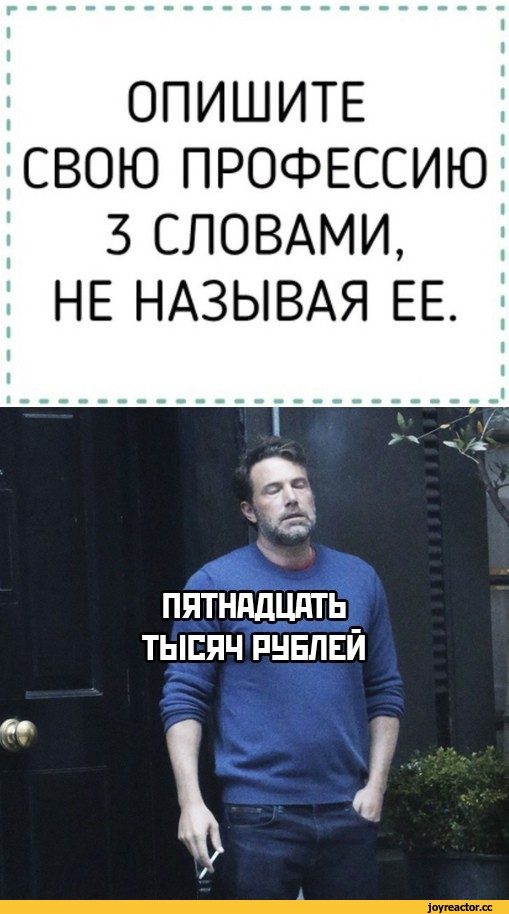 ОПИШИТЕ
СВОЮ ПРОФЕССИЮ
3 СЛОВАМИ,
НЕ НАЗЫВАЯ ЕЕ.
ПЯТНАДЦАТЬ
ТЫСЯЧ РУБЛЕЙ
joyreactor.cc